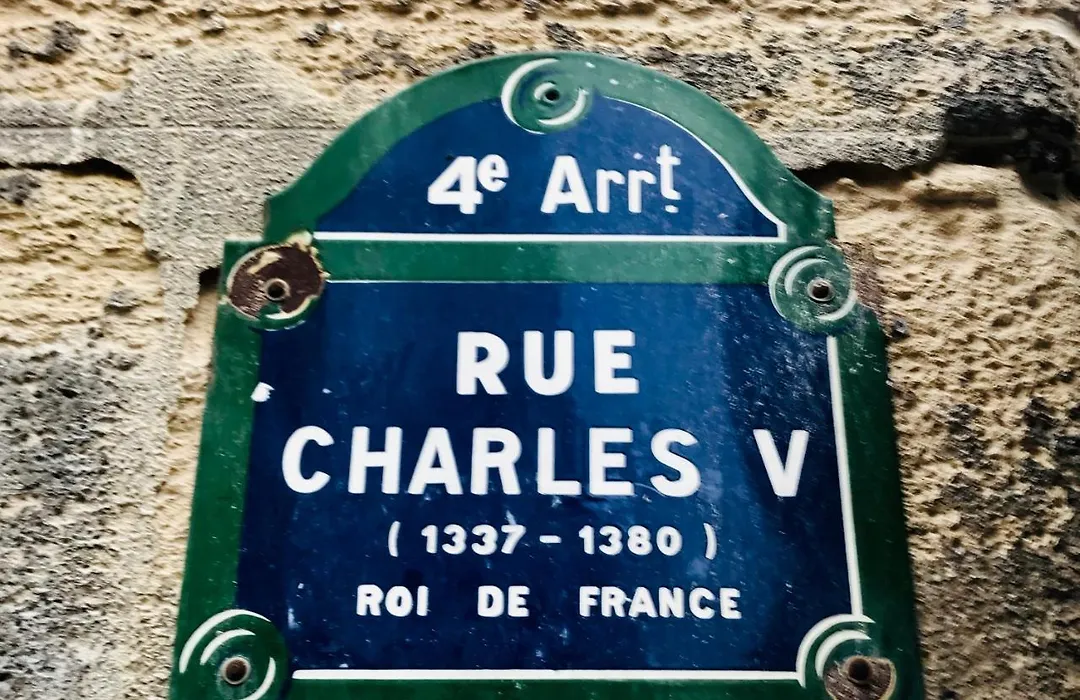 4e Arrt
RUE
CHARLES V
( 1337 - 1380 )
ROI DE FRANCE